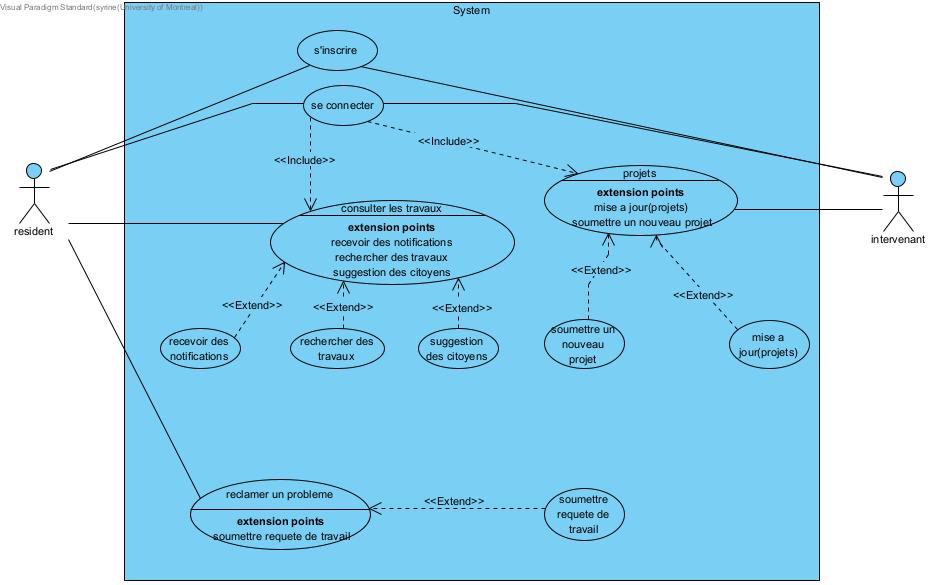 Visual Paradigm Standard(syrine(University of Montreal))
System
s'inscrire
se connecter
<<Include>>
<<Include>>
projets
extension points
mise a jour(projets)
soumettre un nouveau projet
resident
intervenant
consulter les travaux
extension points
recevoir des notifications
rechercher des travaux
suggestion des citoyens
<<Extend>>
<<Extend>>
<<Extend>>
<<Extend>>
<<Extend>>
recevoir des
notifications
rechercher des
travaux
suggestion
des citoyens
soumettre un
nouveau
projet
mise a
jour(projets)
reclamer un probleme
extension points
soumettre requete de travail
<<Extend>>
soumettre
requete de
travail